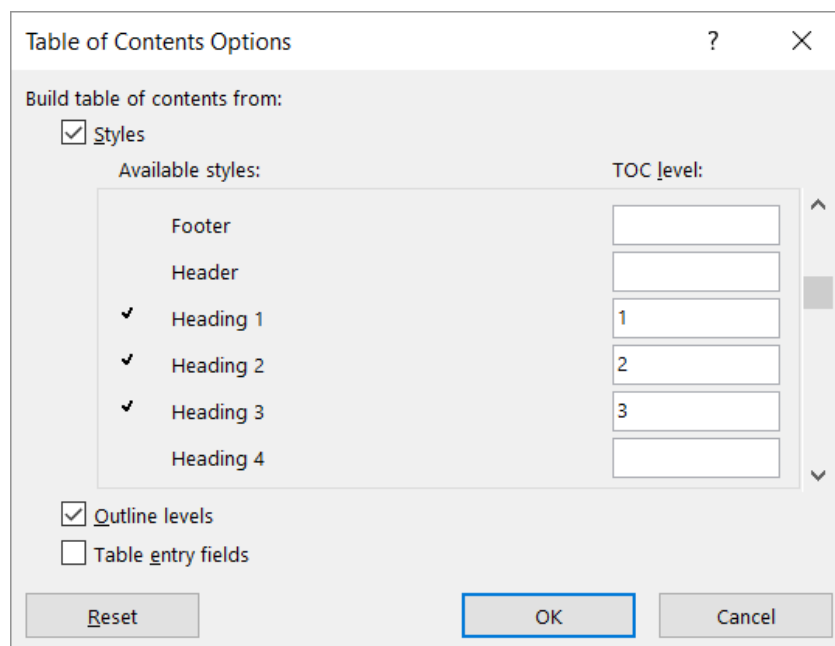 Table of Contents Options ?
Build table of contents from:
Styles
Available styles: TOC level:
Footer
Header
Heading 1 1
Heading 2 2
Heading 3 3
Heading 4
Outline levels
Table entry fields
Reset OK Cancel